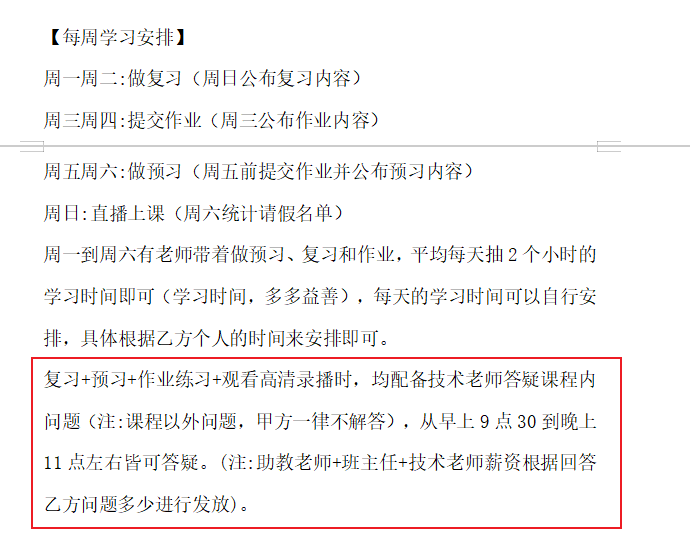 【每周学习安排】
周一周二:做复习（周日公布复习内容）
周三周四:提交作业（周三公布作业内容）
周五周六:做预习（周五前提交作业并公布预习内容）
周日:直播上课（周六统计请假名单）
周一到周六有老师带着做预习、复习和作业，平均每天抽 2 个小时的
学习时间即可（学习时间，多多益善），每天的学习时间可以自行安
排，具体根据乙方个人的时间来安排即可。
复习+预习+作业练习+观看高清录播时，均配备技术老师答疑课程内
问题（注:课程以外问题，甲方一律不解答），从早上 9 点 30 到晚上
11 点左右皆可答疑。(注:助教老师+班主任+技术老师薪资根据回答
乙方问题多少进行发放)。